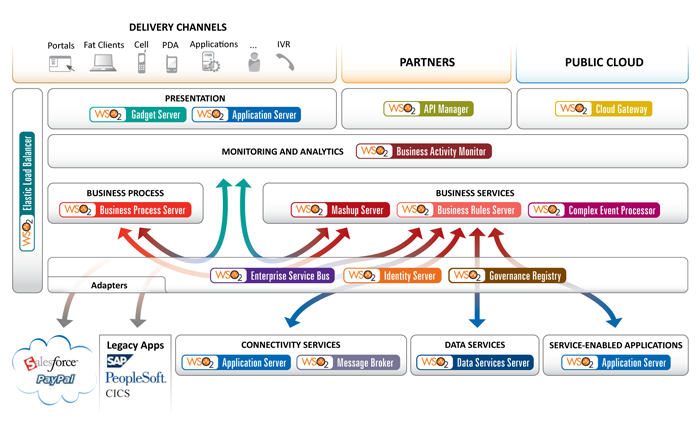 DELIVERY CHANNELS
Portals Fat Clients Cell PDA Applications ... IVR
PARTNERS
PUBLIC CLOUD
WSO2 Elastic Load Balancer
PRESENTATION
WSO2 Gadget Server
WSO2 Application Server
WSO2 API Manager
WSO2 Cloud Gateway
MONITORING AND ANALYTICS WSO2 Business Activity Monitor
BUSINESS PROCESS
WSO2 Business Process Server
BUSINESS SERVICES
WSO2 Mashup Server
WSO2 Business Rules Server
WSO2 Complex Event Processor
WSO2 Enterprise Service Bus
WSO2 Identity Server
WSO2 Governance Registry
Adapters
salesforce
PayPal
Legacy Apps
SAP
PeopleSoft
CICS
CONNECTIVITY SERVICES
WSO2 Application Server
WSO2 Message Broker
DATA SERVICES
WSO2 Data Services Server
SERVICE-ENABLED APPLICATIONS
WSO2 Application Server